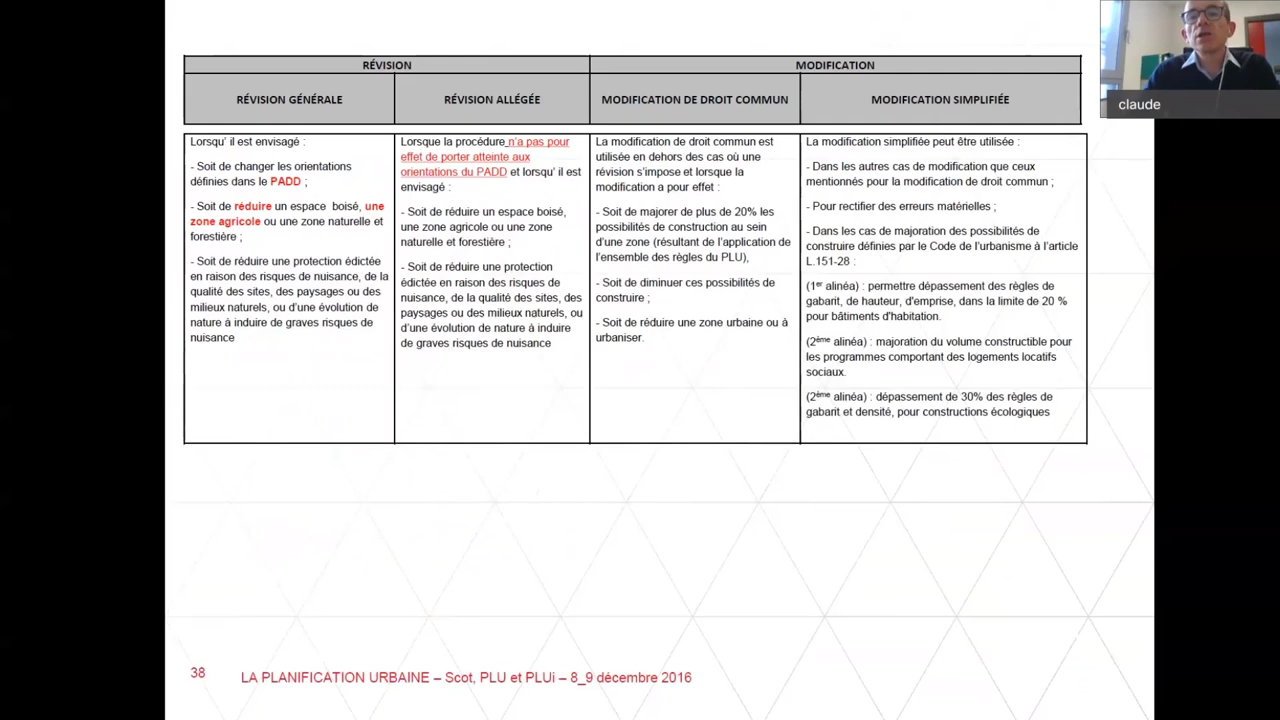 RÉVISION
MODIFICATION
RÉVISION GÉNÉRALE
RÉVISION ALLÉGÉE
MODIFICATION DE DROIT COMMUN
MODIFICATION SIMPLIFIÉE
claude
Lorsqu' il est envisagé :
- Soit de changer les orientations
définies dans le PADD ;
- Soit de réduire un espace boisé, une
zone agricole ou une zone naturelle et
forestière ;
- Soit de réduire une protection édictée
en raison des risques de nuisance, de la
qualité des sites, des paysages ou des
milieux naturels, ou d'une évolution de
nature à induire de graves risques de
nuisance
Lorsque la procédure n'a pas pour
effet de porter atteinte aux
orientations du PADD et lorsqu' il est
envisagé :
- Soit de réduire un espace boisé,
une zone agricole ou une zone
naturelle et forestière ;
- Soit de réduire une protection
édictée en raison des risques de
nuisance, de la qualité des sites, des
paysages ou des milieux naturels, ou
d'une évolution de nature à induire
de graves risques de nuisance
La modification de droit commun est
utilisée en dehors des cas où une
révision s'impose et lorsque la
modification a pour effet :
- Soit de majorer de plus de 20% les
possibilités de construction au sein
d'une zone (résultant de l'application de
l'ensemble des règles du PLU),
- Soit de diminuer ces possibilités de
construire ;
- Soit de réduire une zone urbaine ou à
urbaniser.
La modification simplifiée peut être utilisée :
- Dans les autres cas de modification que ceux
mentionnés pour la modification de droit commun ;
- Pour rectifier des erreurs matérielles ;
- Dans les cas de majoration des possibilités de
construire définies par le Code de l'urbanisme à l'article
L.151-28 :
(1er alinéa) : permettre dépassement des règles de
gabarit, de hauteur, d'emprise, dans la limite de 20 %
pour bâtiments d'habitation.
(2ème alinéa) : majoration du volume constructible pour
les programmes comportant des logements locatifs
sociaux.
(2ème alinéa) : dépassement de 30% des règles de
gabarit et densité, pour constructions écologiques
38
LA PLANIFICATION URBAINE – Scot, PLU et PLUi – 8_9 décembre 2016